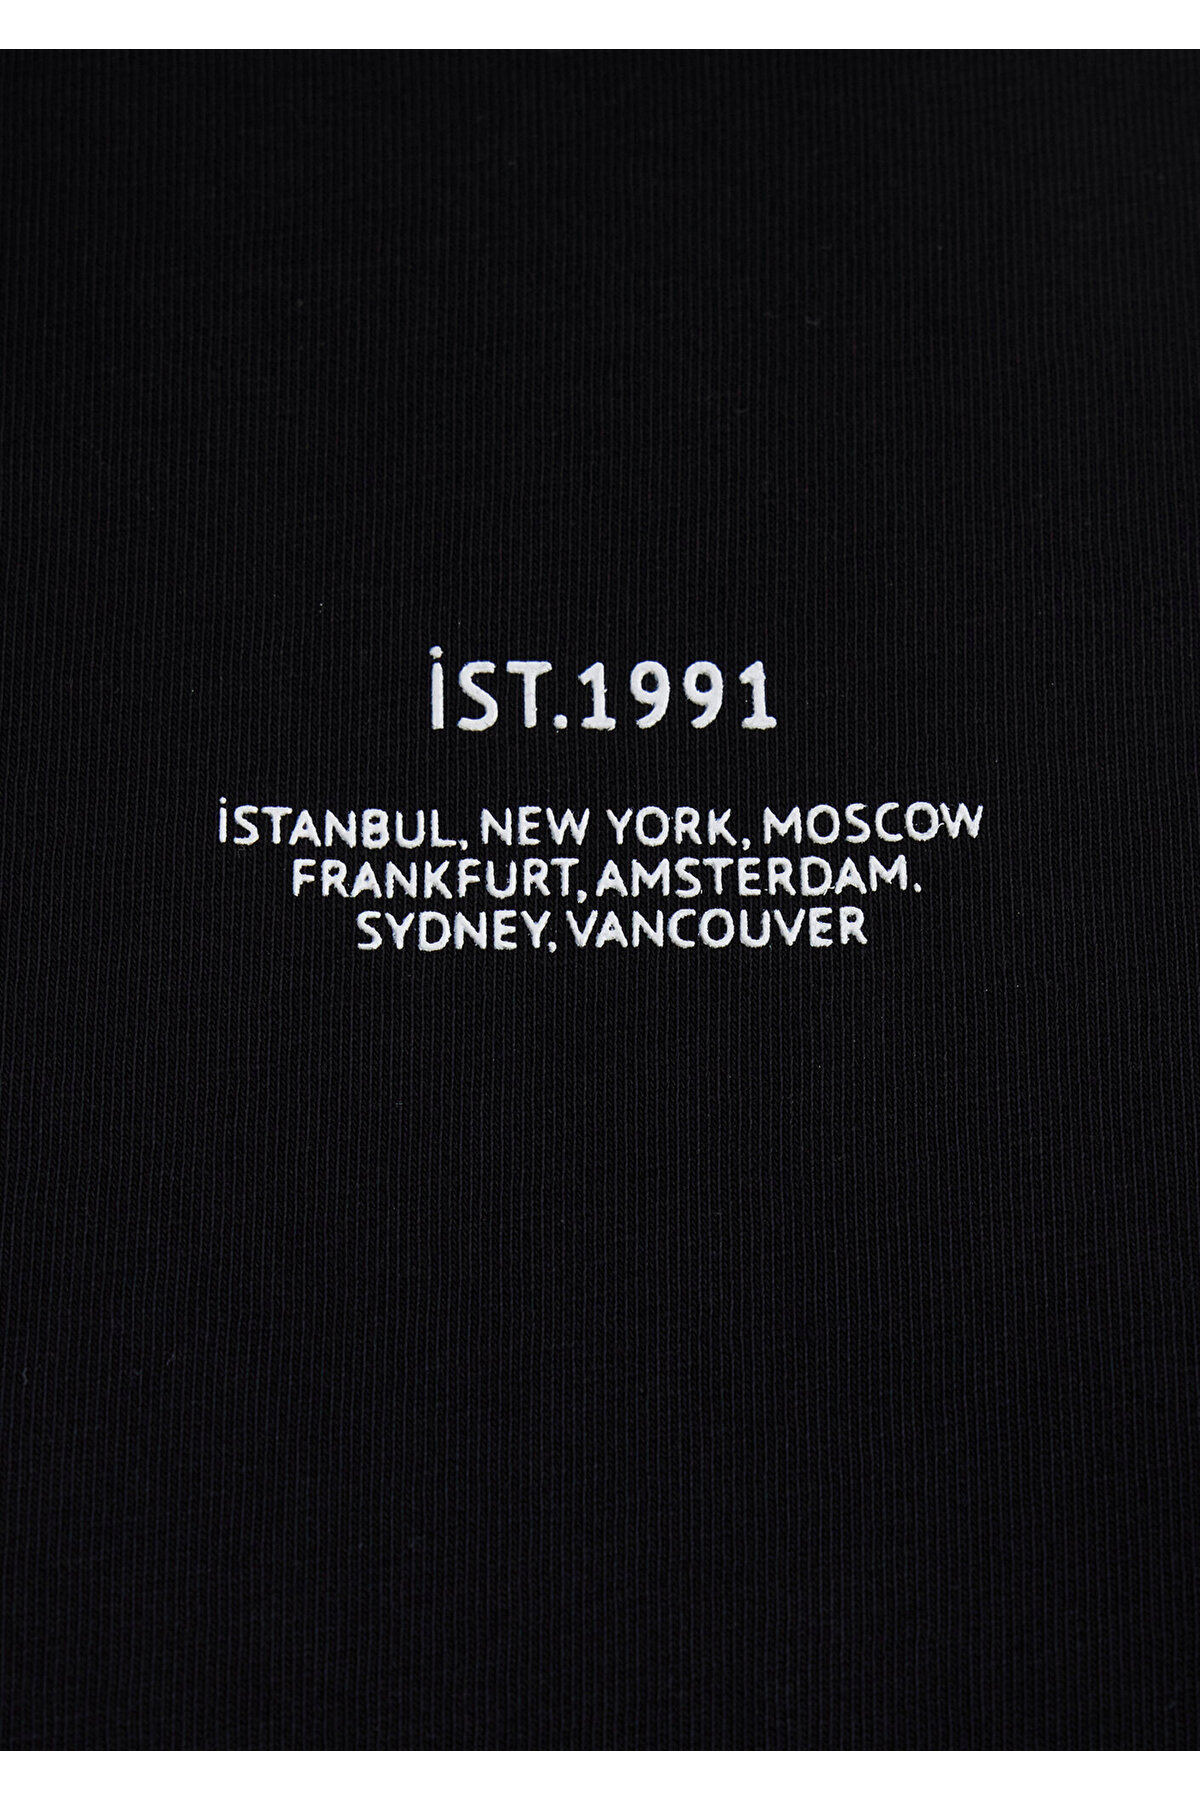 İST.1991
İSTANBUL, NEW YORK, MOSCOW
FRANKFURT, AMSTERDAM.
SYDNEY, VANCOUVER